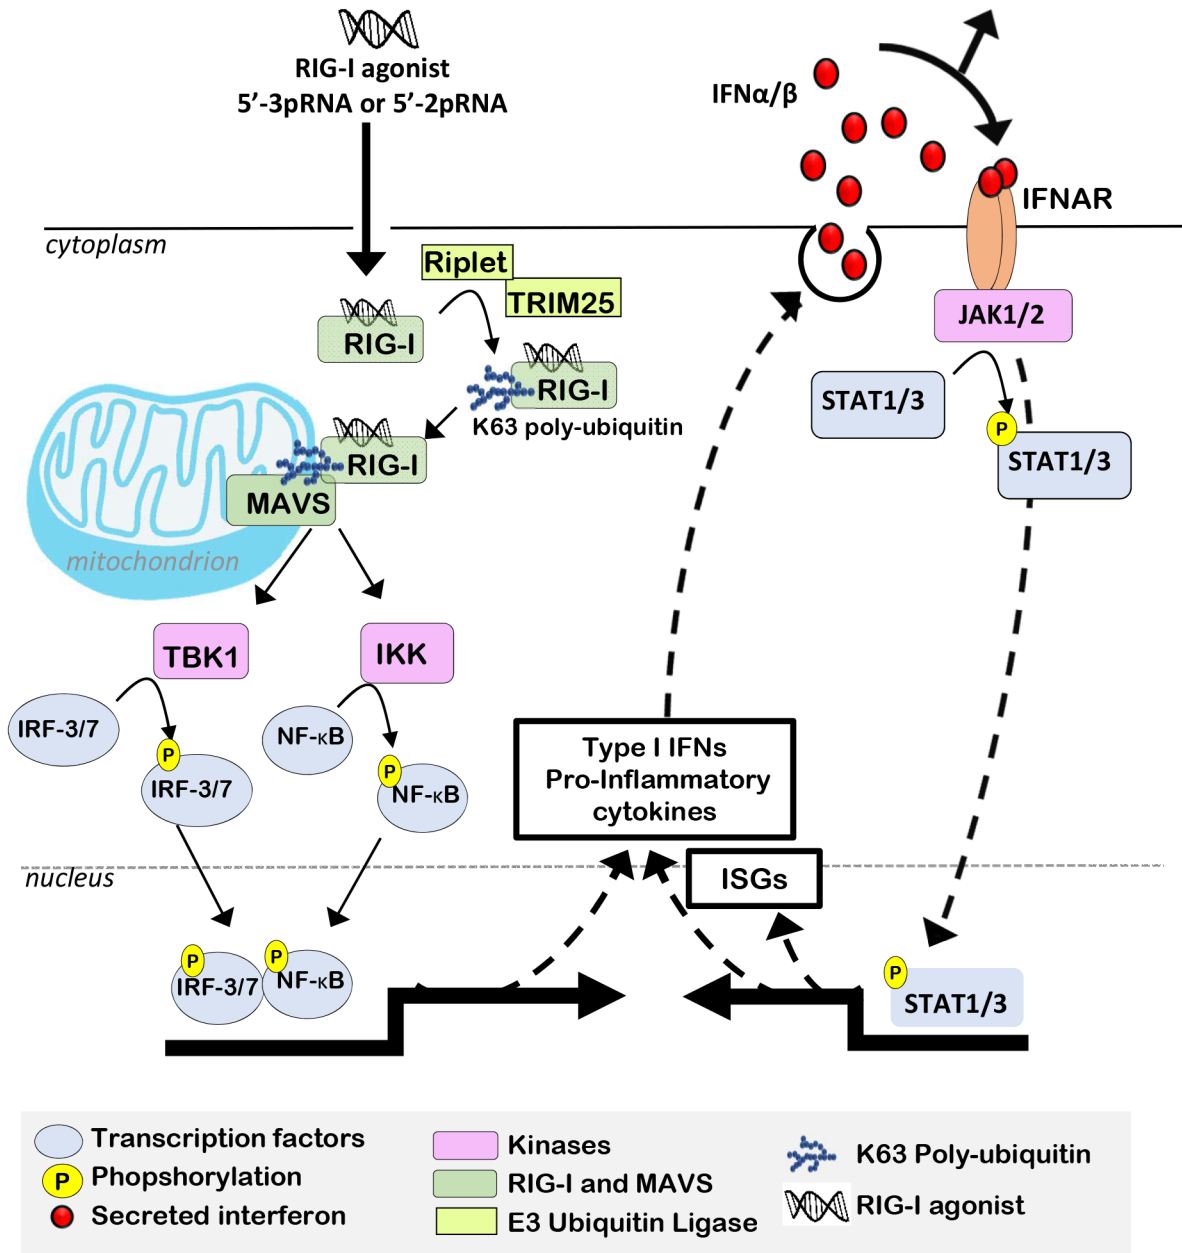 RIG-I agonist
5’-3pRNA or 5’-2pRNA
IFNα/β
IFNAR
cytoplasm
Riplet
TRIM25
RIG-I
JAK1/2
RIG-I
K63 poly-ubiquitin
STAT1/3
P
STAT1/3
RIG-I
MAVS
mitochondrion
TBK1
IKK
IRF-3/7
NF-κB
P
IRF-3/7
P
NF-κB
Type I IFNs
Pro-Inflammatory
cytokines
nucleus
ISGs
P
IRF-3/7
P
NF-κB
P
STAT1/3
Transcription factors
P
Phopshorylation
Secreted interferon
Kinases
RIG-I and MAVS
E3 Ubiquitin Ligase
K63 Poly-ubiquitin
RIG-I agonist